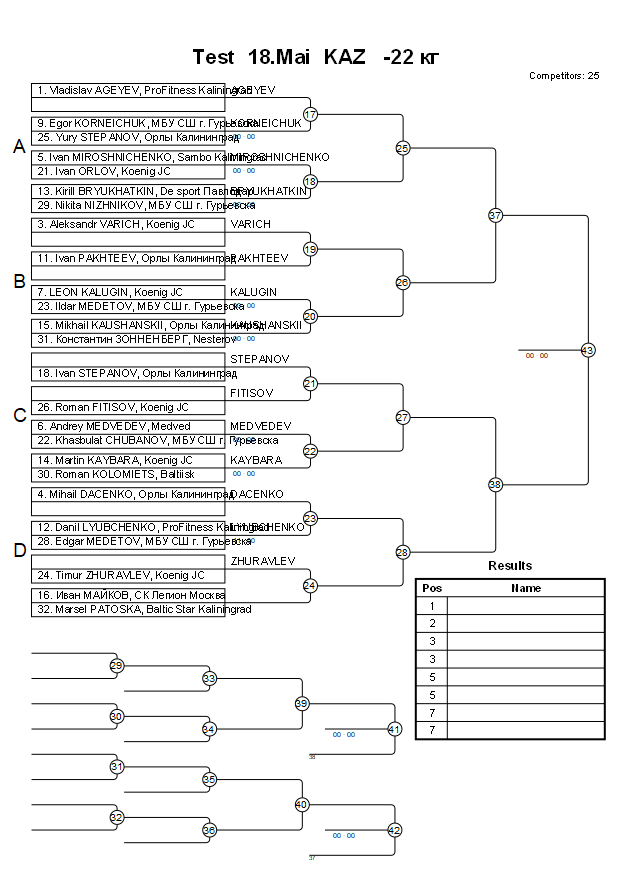 Test 18.Mai KAZ -22 кг
Competitors: 25
1. Vladislav AGEYEV, ProFitness Kaliningrad
AGEYEV
17
9. Egor KORNEICHUK, МБУ СШ г. Гурьевска
KORNEICHUK
25. Yury STEPANOV, Орлы Калининград
00 00
A
25
5. Ivan MIROSHNICHENKO, Sambo Kaliningrad
MIROSHNICHENKO
21. Ivan ORLOV, Koenig JC
18
13. Kirill BRYUKHATKIN, De sport Павлодар
BRYUKHATKIN
29. Nikita NIZHNIKOV, МБУ СШ г. Гурьевска
37
3. Aleksandr VARICH, Koenig JC
VARICH
19
11. Ivan PAKHTEEV, Орлы Калининград
PAKHTEEV
B
26
7. LEON KALUGIN, Koenig JC
KALUGIN
23. Ildar MEDETOV, МБУ СШ г. Гурьевска
00 00
20
15. Mikhail KAUSHANSKII, Орлы Калининград
KAUSHANSKII
31. Константин ЗОННЕНБЕРГ, Nesterov
00 00
43
00 00
STEPANOV
18. Ivan STEPANOV, Орлы Калининград
21
FITISOV
26. Roman FITISOV, Koenig JC
C
27
6. Andrey MEDVEDEV, Medved
MEDVEDEV
22. Khasbulat CHUBANOV, МБУ СШ г. Гурьевска
22
14. Martin KAYBARA, Koenig JC
KAYBARA
30. Roman KOLOMIETS, Baltiisk
00 00
38
4. Mihail DACENKO, Орлы Калининград
DACENKO
23
12. Danil LYUBCHENKO, ProFitness Kaliningrad
LYUBCHENKO
28. Edgar MEDETOV, МБУ СШ г. Гурьевска
00 00
D
28
ZHURAVLEV
24. Timur ZHURAVLEV, Koenig JC
24
16. Иван МАЙКОВ, СК Легион Москва
32. Marsel PATOSKA, Baltic Star Kaliningrad
Results
Pos Name
1
2
3
3
5
5
7
7
29
33
39
30
34
41
00 00
38
31
35
40
32
36
42
00 00
37